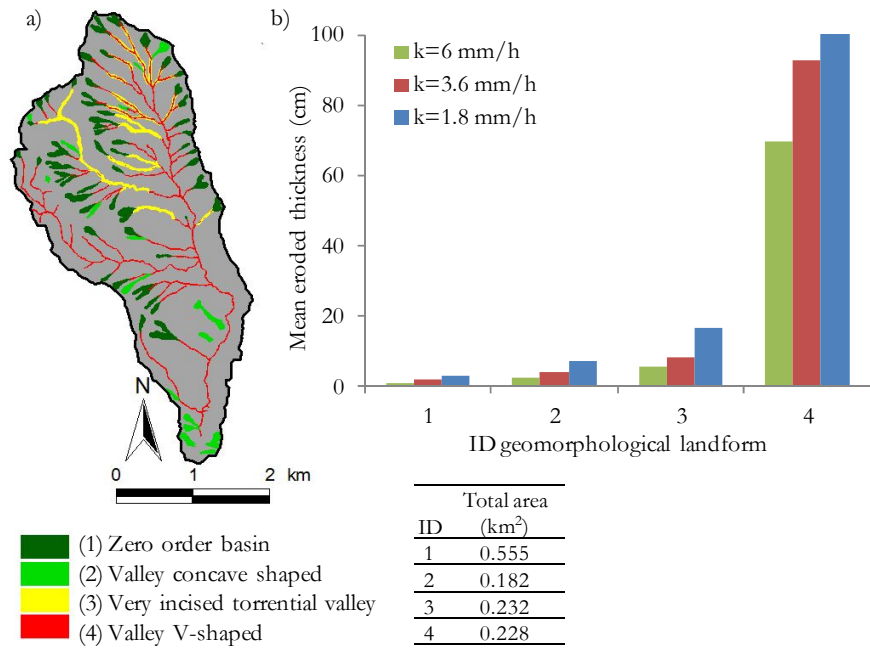 a)
N
0 1 2 km
(1) Zero order basin
(2) Valley concave shaped
(3) Very incised torrential valley
(4) Valley V-shaped
b)
Mean eroded thickness (cm)
100
80
60
40
20
0
k=6 mm/h
k=3.6 mm/h
k=1.8 mm/h
1 2 3 4
ID geomorphological landform
Total area
ID (km²)
1 0.555
2 0.182
3 0.232
4 0.228